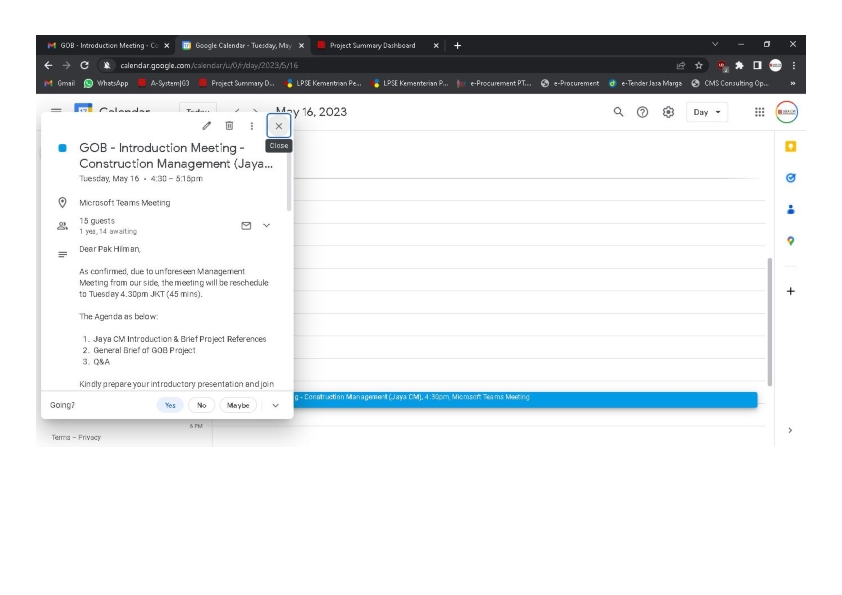 GOB - Introduction Meeting - Co
Google Calendar - Tuesday, May
Project Summary Dashboard
calendar.google.com/calendar/u/0/r/day/2023/5/16
Gmail
WhatsApp
A-System|G3
Project Summary D...
LPSE Kementrian Pe...
LPSE Kementerian P...
e-Procurement PT....
e-Procurement
e-Tender Jasa Marga
CMS Consulting Op...
»
Calendar
Today
May 16, 2023
Day
Close
GOB - Introduction Meeting -
Construction Management (Jaya...
Tuesday, May 16 • 4:30 – 5:15pm
Microsoft Teams Meeting
15 guests
1 yes, 14 awaiting
Dear Pak Hilman,
As confirmed, due to unforeseen Management
Meeting from our side, the meeting will be reschedule
to Tuesday 4.30pm JKT (45 mins).
The Agenda as below:
1. Jaya CM Introduction & Brief Project References
2. General Brief of GOB Project
3. Q&A
Kindly prepare your introductory presentation and join
Going?
Yes
No
Maybe
g - Construction Management (Jaya CM), 4:30pm, Microsoft Teams Meeting
5 PM
Terms – Privacy